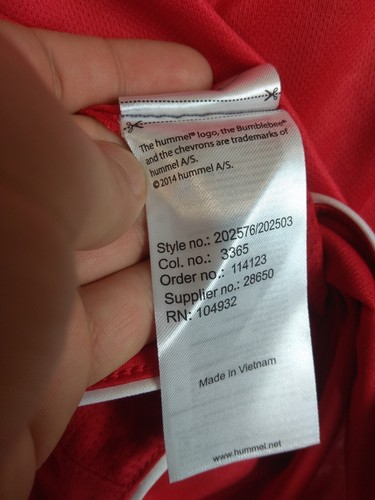 The hummel® logo, the Bumblebee®
and the chevrons are trademarks of
hummel A/S.
©2014 hummel A/S.
Style no.: 202576/202503
Col. no.: 3365
Order no.: 114123
Supplier no.: 28650
RN: 104932
Made in Vietnam
www.hummel.net